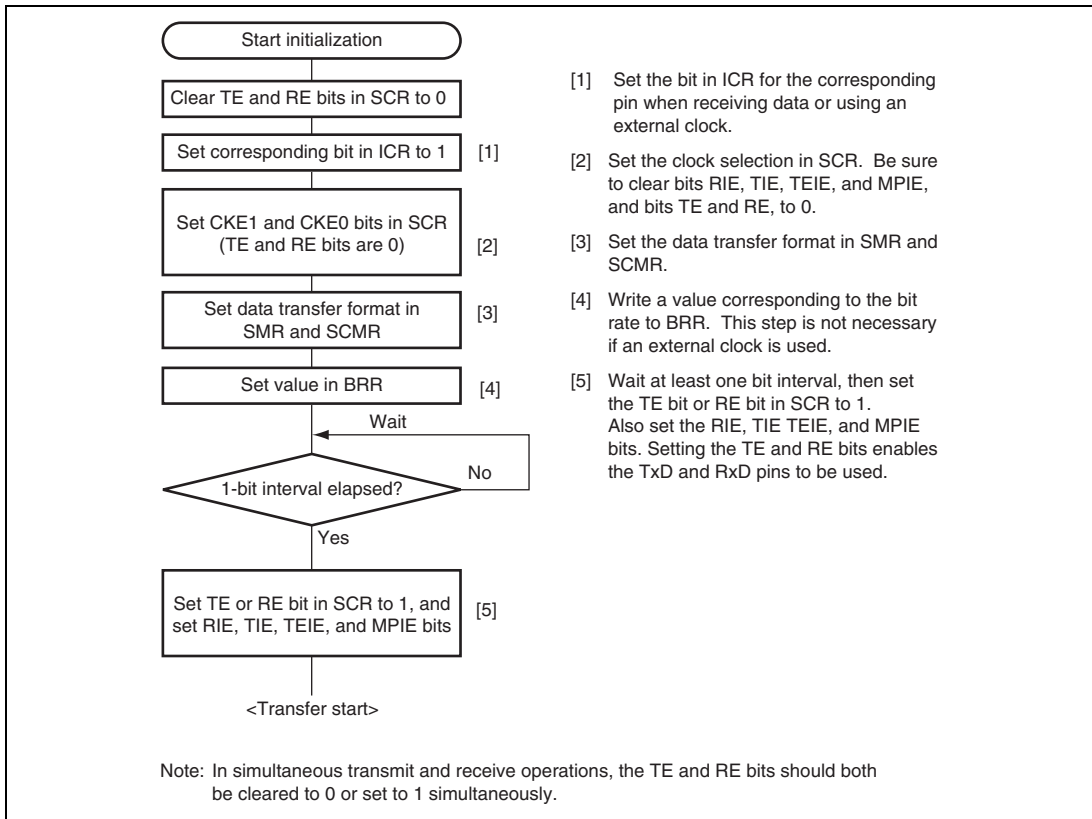 Start initialization
Clear TE and RE bits in SCR to 0
Set corresponding bit in ICR to 1
[1]
Set CKE1 and CKE0 bits in SCR
(TE and RE bits are 0)
[2]
Set data transfer format in
SMR and SCMR
[3]
Set value in BRR
[4]
Wait
No
1-bit interval elapsed?
Yes
Set TE or RE bit in SCR to 1, and
set RIE, TIE, TEIE, and MPIE bits
[5]
<Transfer start>
[1] Set the bit in ICR for the corresponding
pin when receiving data or using an
external clock.
[2] Set the clock selection in SCR. Be sure
to clear bits RIE, TIE, TEIE, and MPIE,
and bits TE and RE, to 0.
[3] Set the data transfer format in SMR and
SCMR.
[4] Write a value corresponding to the bit
rate to BRR. This step is not necessary
if an external clock is used.
[5] Wait at least one bit interval, then set
the TE bit or RE bit in SCR to 1.
Also set the RIE, TIE TEIE, and MPIE
bits. Setting the TE and RE bits enables
the TxD and RxD pins to be used.
Note: In simultaneous transmit and receive operations, the TE and RE bits should both
be cleared to 0 or set to 1 simultaneously.